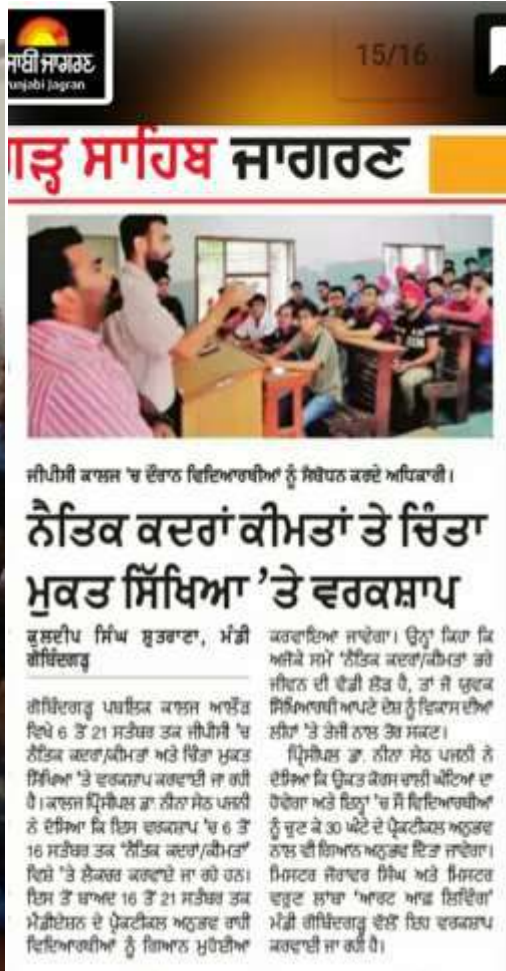 ਜਾਬੀ ਜਾਗਰਣ
unjabi Jagran
15/16
ਗੜ੍ਹ ਸਾਹਿਬ ਜਾਗਰਣ
ਜੀਪੀਸੀ ਕਾਲਜ 'ਚ ਦੌਰਾਨ ਵਿਦਿਆਰਥੀਆਂ ਨੂੰ ਸੰਬੋਧਨ ਕਰਦੇ ਅਧਿਕਾਰੀ।
ਨੈਤਿਕ ਕਦਰਾਂ ਕੀਮਤਾਂ ਤੇ ਚਿੰਤਾ
ਮੁਕਤ ਸਿੱਖਿਆ 'ਤੇ ਵਰਕਸ਼ਾਪ
ਕੁਲਦੀਪ ਸਿੰਘ ਸ਼ੁਤਰਾਣਾ, ਮੰਡੀ
ਗੋਬਿੰਦਗੜ੍ਹ
ਗੋਬਿੰਦਗੜ੍ਹ ਪਬਲਿਕ ਕਾਲਜ ਆਲੌੜ
ਵਿਖੇ 6 ਤੋਂ 21 ਸਤੰਬਰ ਤਕ ਜੀਪੀਸੀ 'ਚ
ਨੈਤਿਕ ਕਦਰਾਂ/ਕੀਮਤਾਂ ਅਤੇ ਚਿੰਤਾ ਮੁਕਤ
ਸਿੱਖਿਆ 'ਤੇ ਵਰਕਸ਼ਾਪ ਕਰਵਾਈ ਜਾ ਰਹੀ
ਹੈ। ਕਾਲਜ ਪ੍ਰਿੰਸੀਪਲ ਡਾ. ਨੀਨਾ ਸੇਠ ਪਜਨੀ
ਨੇ ਦੱਸਿਆ ਕਿ ਇਸ ਵਰਕਸ਼ਾਪ 'ਚ 6 ਤੋਂ
16 ਸਤੰਬਰ ਤਕ 'ਨੈਤਿਕ ਕਦਰਾਂ/ਕੀਮਤਾਂ'
ਵਿਸ਼ੇ 'ਤੇ ਲੈਕਚਰ ਕਰਵਾਏ ਜਾ ਰਹੇ ਹਨ।
ਇਸ ਤੋਂ ਬਾਅਦ 16 ਤੋਂ 21 ਸਤੰਬਰ ਤਕ
ਮੈਡੀਏਸ਼ਨ ਦੇ ਪ੍ਰੈਕਟੀਕਲ ਅਨੁਭਵ ਰਾਹੀਂ
ਵਿਦਿਆਰਥੀਆਂ ਨੂੰ ਗਿਆਨ ਮੁਹੱਈਆ
ਕਰਵਾਇਆ ਜਾਵੇਗਾ। ਉਨ੍ਹਾਂ ਕਿਹਾ ਕਿ
ਅਜੋਕੇ ਸਮੇਂ 'ਨੈਤਿਕ ਕਦਰਾਂ/ਕੀਮਤਾਂ ਭਰੇ
ਜੀਵਨ ਦੀ ਵੱਡੀ ਲੋੜ ਹੈ, ਤਾਂ ਜੋ ਯੁਵਕ
ਸਿੱਖਿਆਰਥੀ ਆਪਣੇ ਦੇਸ਼ ਨੂੰ ਵਿਕਾਸ ਦੀਆਂ
ਲੀਹਾਂ 'ਤੇ ਤੇਜੀ ਨਾਲ ਤੋਰ ਸਕਣ।
ਪ੍ਰਿੰਸੀਪਲ ਡਾ. ਨੀਨਾ ਸੇਠ ਪਜਨੀ ਨੇ
ਦੱਸਿਆ ਕਿ ਉਕਤ ਕੋਰਸ ਚਾਲੀ ਘੰਟਿਆਂ ਦਾ
ਹੋਵੇਗਾ ਅਤੇ ਇਨ੍ਹਾਂ 'ਚ ਸੌ ਵਿਦਿਆਰਥੀਆਂ
ਨੂੰ ਚੁਣ ਕੇ 30 ਘੰਟੇ ਦੇ ਪ੍ਰੈਕਟੀਕਲ ਅਨੁਭਵ
ਨਾਲ ਵੀ ਗਿਆਨ ਅਨੁਭਵ ਦਿੱਤਾ ਜਾਵੇਗਾ।
ਮਿਸਟਰ ਜੋਰਾਵਰ ਸਿੰਘ ਅਤੇ ਮਿਸਟਰ
ਵਰੁਣ ਲਾਂਬਾ 'ਆਰਟ ਆਫ਼ ਲਿਵਿੰਗ'
ਮੰਡੀ ਗੋਬਿੰਦਗੜ੍ਹ ਵੱਲੋਂ ਇਹ ਵਰਕਸ਼ਾਪ
ਕਰਵਾਈ ਜਾ ਰਹੀ ਹੈ।